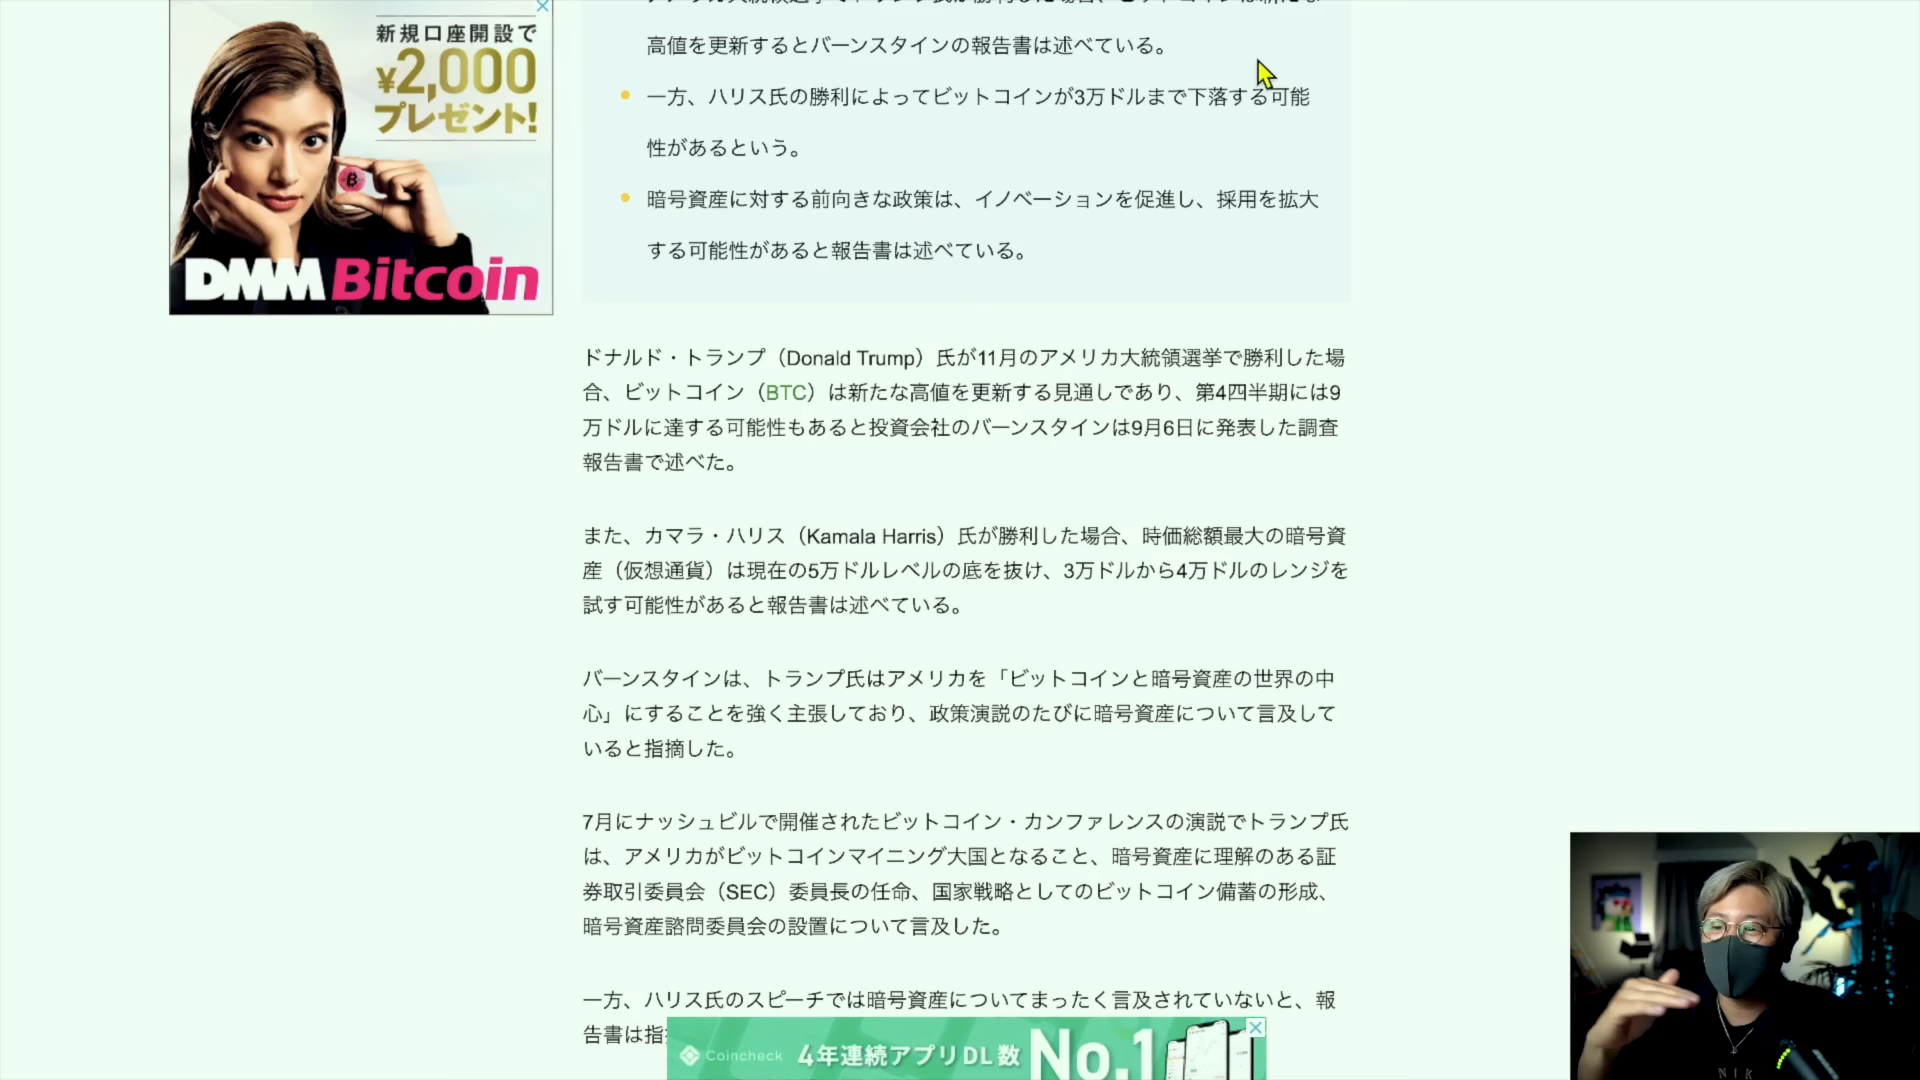 新規口座開設で
¥2,000
プレゼント!
DMM Bitcoin
高値を更新するとバーンスタインの報告書は述べている。
一方、ハリス氏の勝利によってビットコインが3万ドルまで下落する可能
性があるという。
暗号資産に対する前向きな政策は、イノベーションを促進し、採用を拡大
する可能性があると報告書は述べている。
ドナルド・トランプ（Donald Trump）氏が11月のアメリカ大統領選挙で勝利した場
合、ビットコイン（BTC）は新たな高値を更新する見通しであり、第4四半期には9
万ドルに達する可能性もあると投資会社のバーンスタインは9月6日に発表した調査
報告書で述べた。
また、カマラ・ハリス（Kamala Harris）氏が勝利した場合、時価総額最大の暗号資
産（仮想通貨）は現在の5万ドルレベルの底を抜け、3万ドルから4万ドルのレンジを
試す可能性があると報告書は述べている。
バーンスタインは、トランプ氏はアメリカを「ビットコインと暗号資産の世界の中
心」にすることを強く主張しており、政策演説のたびに暗号資産について言及して
いると指摘した。
7月にナッシュビルで開催されたビットコイン・カンファレンスの演説でトランプ氏
は、アメリカがビットコインマイニング大国となること、暗号資産に理解のある証
券取引委員会（SEC）委員長の任命、国家戦略としてのビットコイン備蓄の形成、
暗号資産諮問委員会の設置について言及した。
一方、ハリス氏のスピーチでは暗号資産についてまったく言及されていないと、報
告書は指
Coincheck 4年連続アプリDL数 No.1
NIK